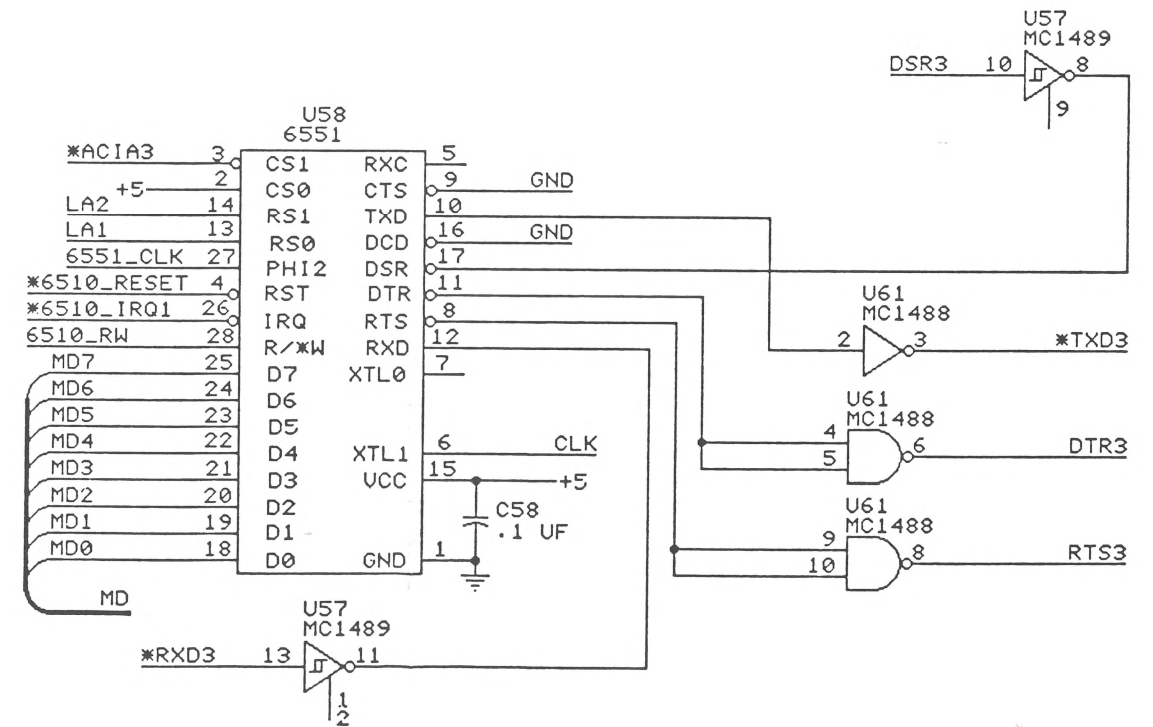 U57
MC1489
DSR3 10 8
9
U58
6551
*ACIA3 3 CS1 RXC 5
+5 2 CS0 CTS 9 GND
LA2 14 RS1 TXD 10
LA1 13 RS0 DCD 16 GND
6551_CLK 27 PHI2 DSR 17
*6510_RESET 4 RST DTR 11
*6510_IRQ1 26 IRQ RTS 8
6510_RW 28 R/*W RXD 12
MD7 25 D7 XTL0 7
MD6 24 D6
MD5 23 D5
MD4 22 D4 XTL1 6 CLK
MD3 21 D3 VCC 15 +5
MD2 20 D2
MD1 19 D1
MD0 18 D0 GND 1
MD
C58
.1 UF
U61
MC1488
2 3 *TXD3
U61
MC1488
4 5 6 DTR3
U61
MC1488
9 10 8 RTS3
U57
MC1489
*RXD3 13 11
1
2